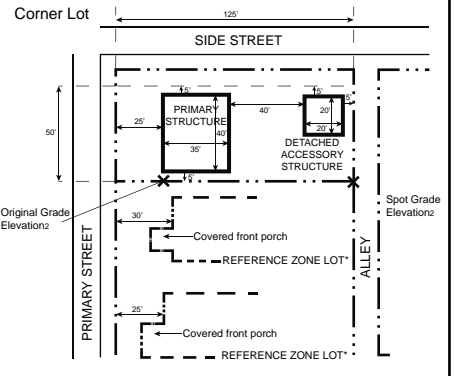 Corner Lot
125'
SIDE STREET
5'
5'
5'
PRIMARY
STRUCTURE
40'
25'
40'
20'
20'
50'
35'
DETACHED
ACCESSORY
STRUCTURE
5'
Original Grade
Elevation2
Spot Grade
Elevation2
30'
Covered front porch
REFERENCE ZONE LOT*
PRIMARY STREET
ALLEY
25'
Covered front porch
REFERENCE ZONE LOT*